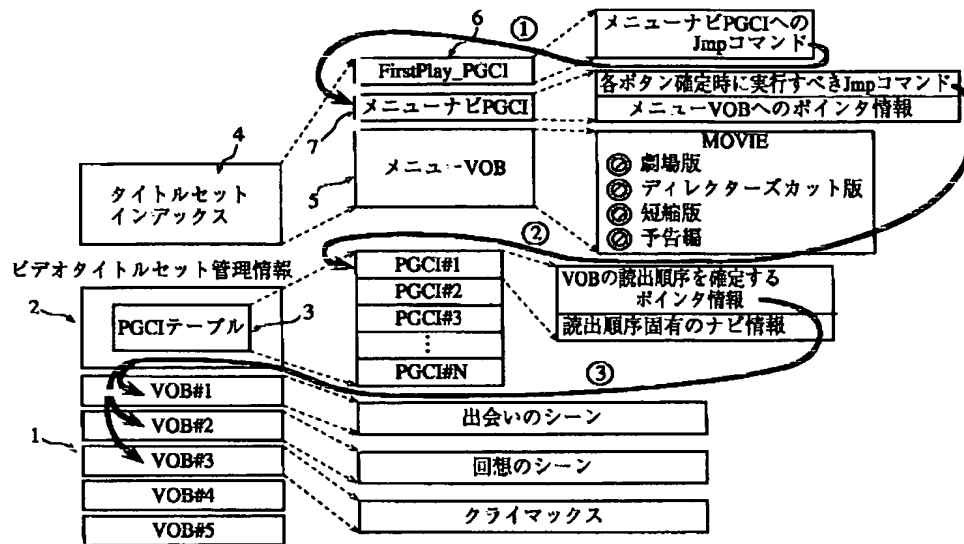 6
①
メニューナビPGCIへの
Jmpコマンド
FirstPlay_PGCI
各ボタン確定時に実行すべきJmpコマンド
メニューナビPGCI
メニューVOBへのポインタ情報
7
4
MOVIE
メニューVOB
劇場版
ディレクターズカット版
短縮版
予告編
5
タイトルセット
インデックス
②
ビデオタイトルセット管理情報
PGCI#1
VOBの読出順序を確定する
ポインタ情報
2
PGCI#2
3
PGCIテーブル
PGCI#3
読出順序固有のナビ情報
⋮
PGCI#N
③
VOB#1
出会いのシーン
VOB#2
1
VOB#3
回想のシーン
VOB#4
クライマックス
VOB#5